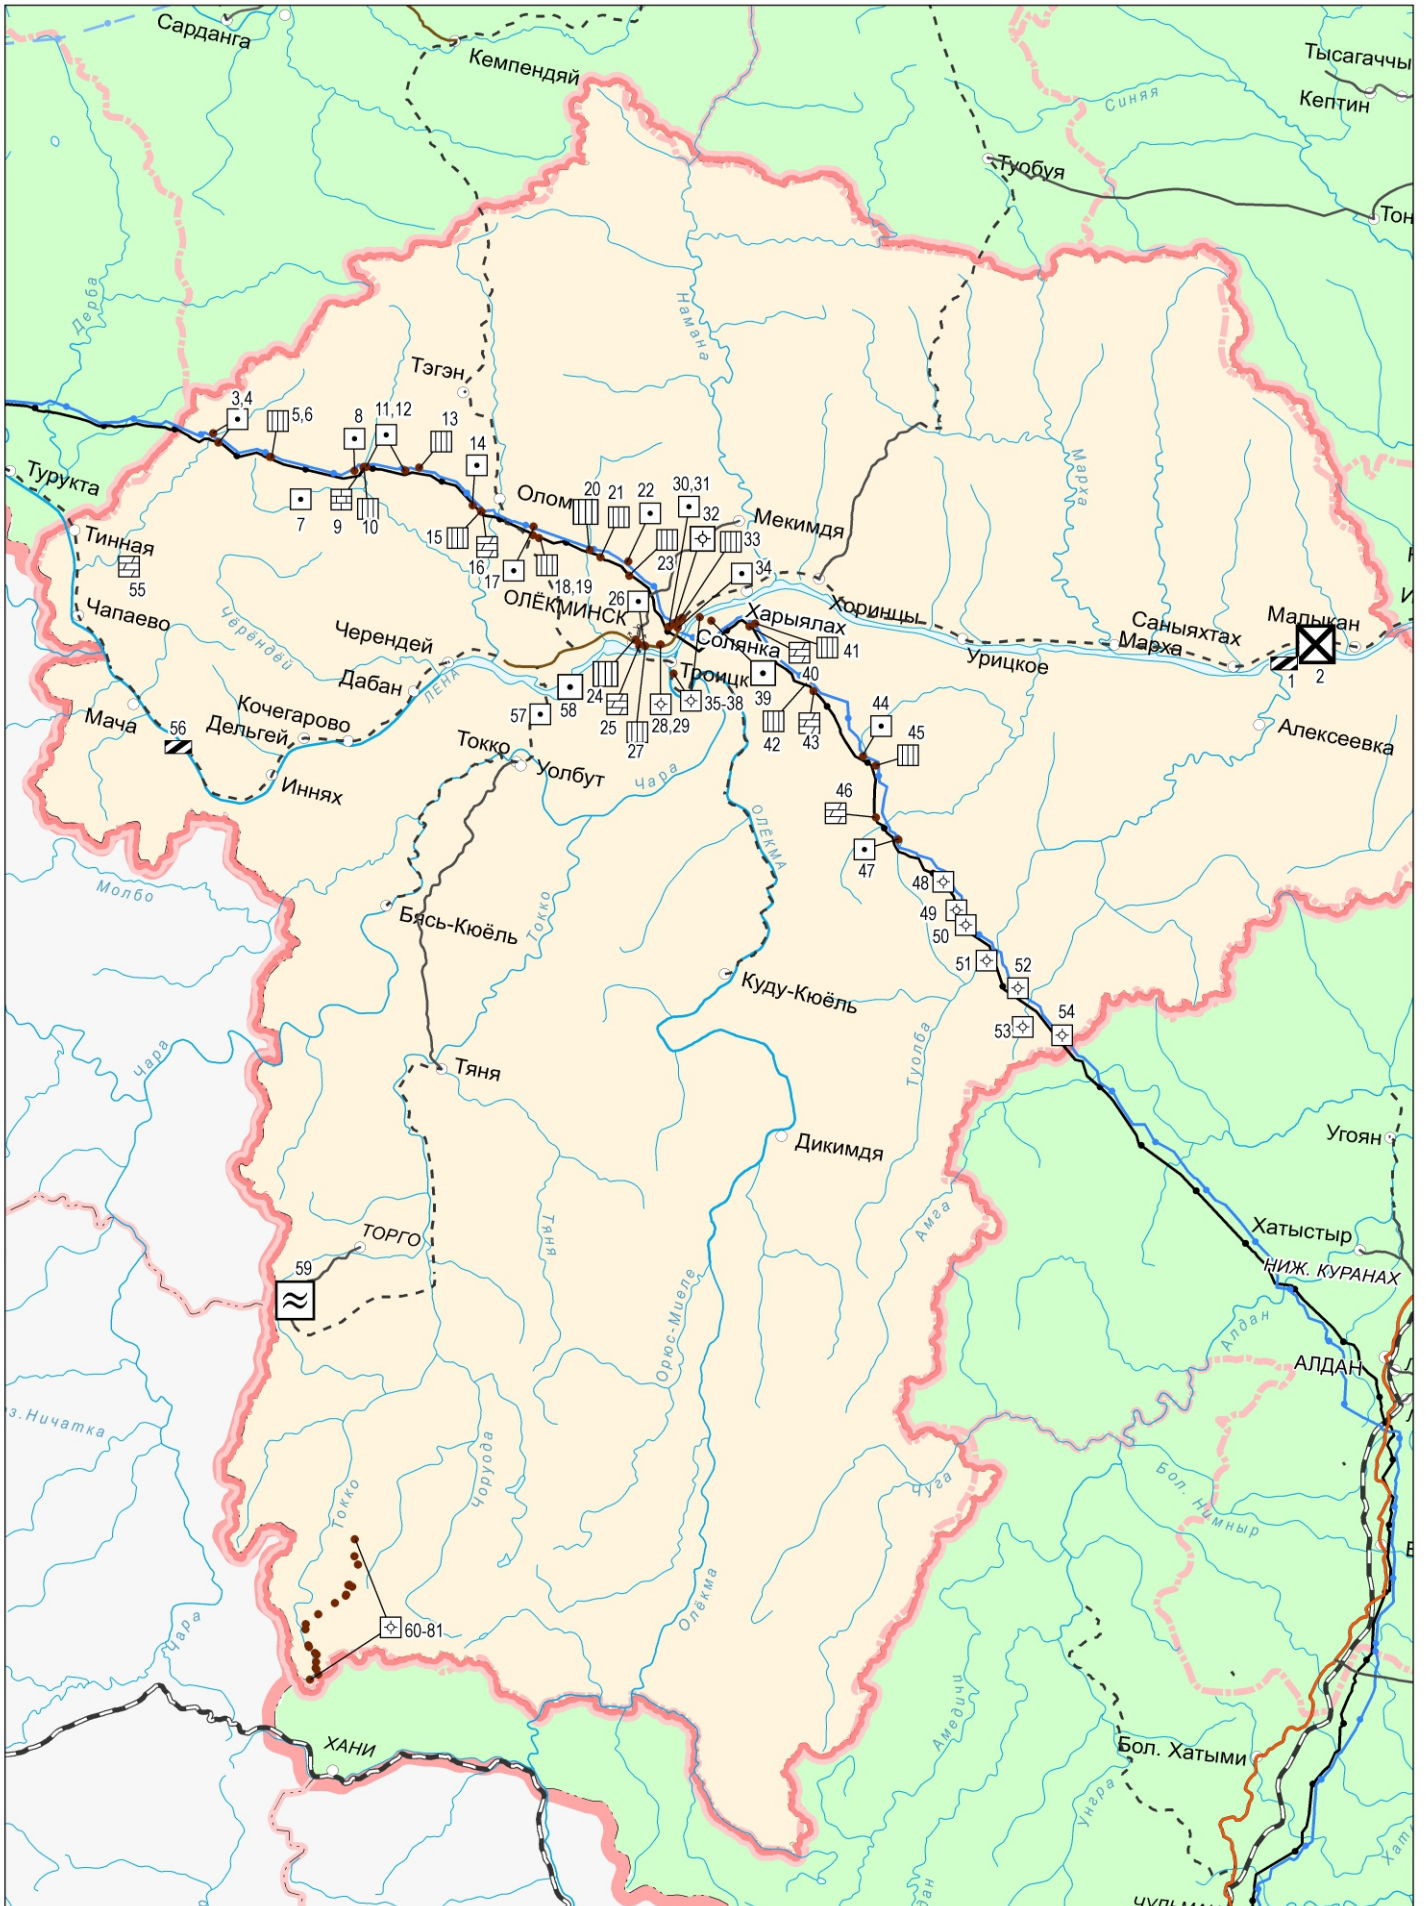 Сарданга
Кемпендяй
Тысагаччы
Кептин
Синяя
Туобуя
Тон
Дерба
Намана
Тэгэн
3,4
5,6
8
11,12
13
14
Марха
Турукта
7
9
10
Олом
20
21
22
30,31
32
Мекимдя
33
15
16
17
18,19
23
34
Тинная
55
26
ОЛЁКМИНСК
Хоринцы
Чапаево
Чёрёндёй
Черендей
Харыялах
Солянка
41
40
Саныяхтах
Марха
Малыкан
Урицкое
1
2
Дабан
ЛЕНА
Троицк
24
25
27
28,29
35-38
39
42
43
44
45
57
58
Мача
56
Кочегарово
Дельгей
Иннях
Токко
Уолбут
Чара
Алексеевка
46
47
ОЛЁКМА
Молбо
Бясь-Кюёль
Токко
48
49
50
51
52
53
54
Куду-Кюёль
Туолба
Чара
Тяня
Дикимдя
Угоян
Амга
Тяня
ТОРГО
59
Хатыстыр
НИЖ. КУРАНАХ
Орюс-Миеле
Алдан
АЛДАН
оз.Ничатка
Чоруода
Токко
Чуга
Бол. Нимныр
Олёкма
Чара
60-81
Амедичи
ХАНИ
Бол. Хатыми
Унгра
Хат
дан
ЧУЛЬМАН